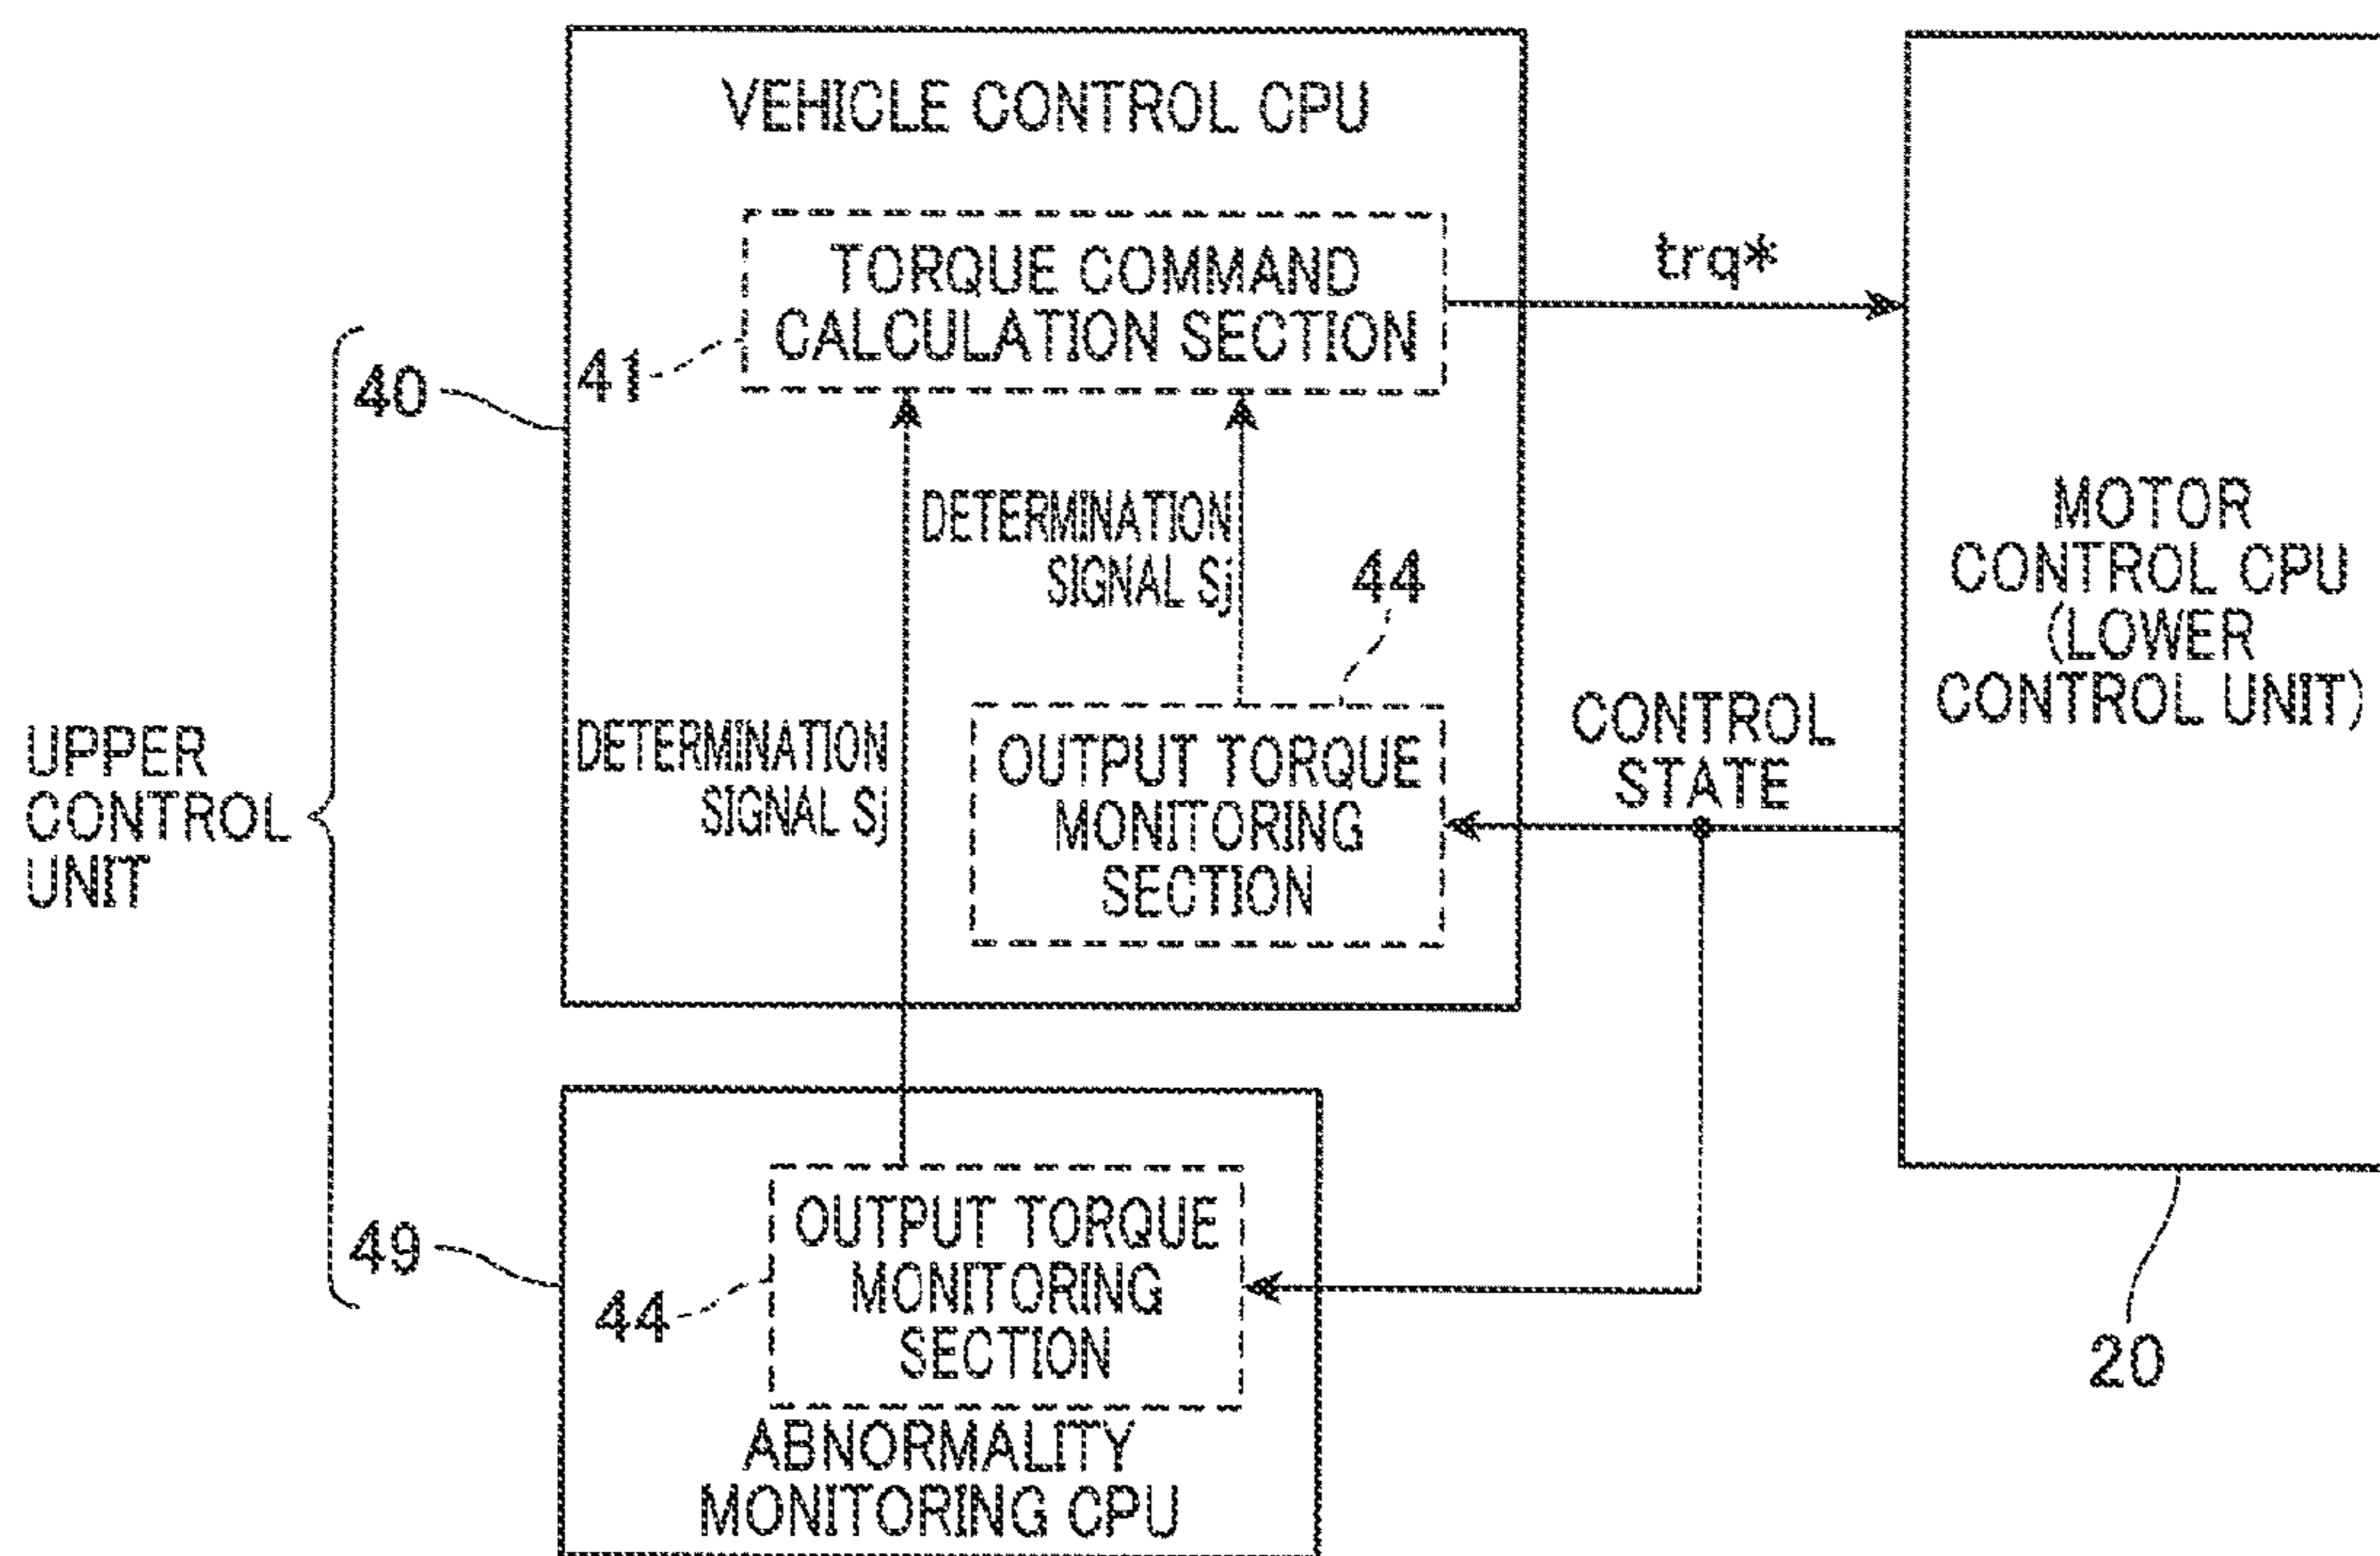 VEHICLE CONTROL CPU
TORQUE COMMAND
CALCULATION SECTION
trq*
41
40
DETERMINATION
SIGNAL Sj
44
MOTOR
CONTROL CPU
(LOWER
CONTROL UNIT)
CONTROL
STATE
UPPER
CONTROL
UNIT
DETERMINATION
SIGNAL Sj
OUTPUT TORQUE
MONITORING
SECTION
49
44
OUTPUT TORQUE
MONITORING
SECTION
ABNORMALITY
MONITORING CPU
20